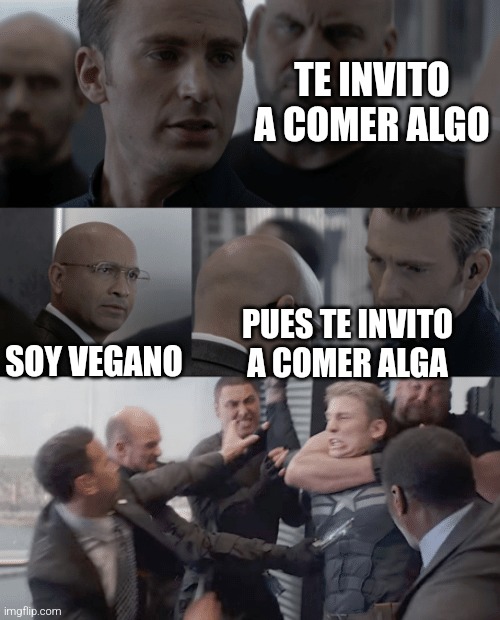 TE INVITO
A COMER ALGO
SOY VEGANO
PUES TE INVITO
A COMER ALGA
imgflip.com